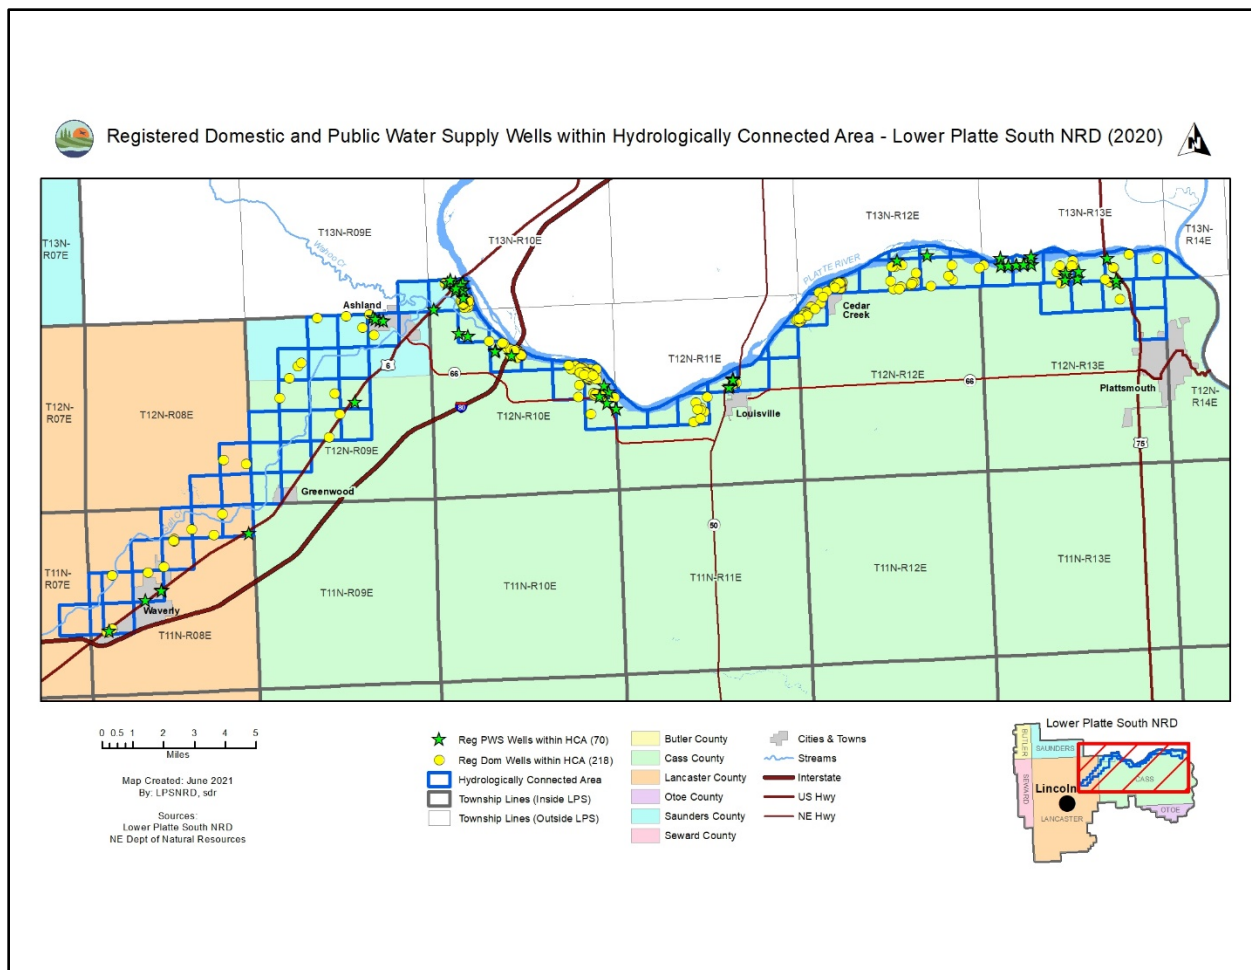 Registered Domestic and Public Water Supply Wells within Hydrologically Connected Area - Lower Platte South NRD (2020)
N
T13N-
R07E
T13N-R09E
Wahoo Cr
T13N-R10E
T13N-R12E
T13N-R13E
T13N-
R14E
PLATTE RIVER
Ashland
Cedar
Creek
6
66
T12N-R11E
T12N-R12E
T12N-R13E
66
Plattsmouth
T12N-
R14E
T12N-
R07E
T12N-R08E
80
T12N-R10E
Louisville
T12N-R09E
75
Greenwood
50
T11N-
R07E
T11N-R09E
T11N-R10E
T11N-R11E
T11N-R12E
T11N-R13E
Waverly
T11N-R08E
0 0.5 1 2 3 4 5
Miles
Map Created: June 2021
By: LPSNRD, sdr
Sources:
Lower Platte South NRD
NE Dept of Natural Resources
Reg PWS Wells within HCA (70)
Reg Dom Wells within HCA (218)
Hydrologically Connected Area
Township Lines (Inside LPS)
Township Lines (Outside LPS)
Butler County
Cass County
Lancaster County
Otoe County
Saunders County
Seward County
Cities & Towns
Streams
Interstate
US Hwy
NE Hwy
Lower Platte South NRD
BUTLER
SAUNDERS
SEWARD
CASS
Lincoln
LANCASTER
OTOE